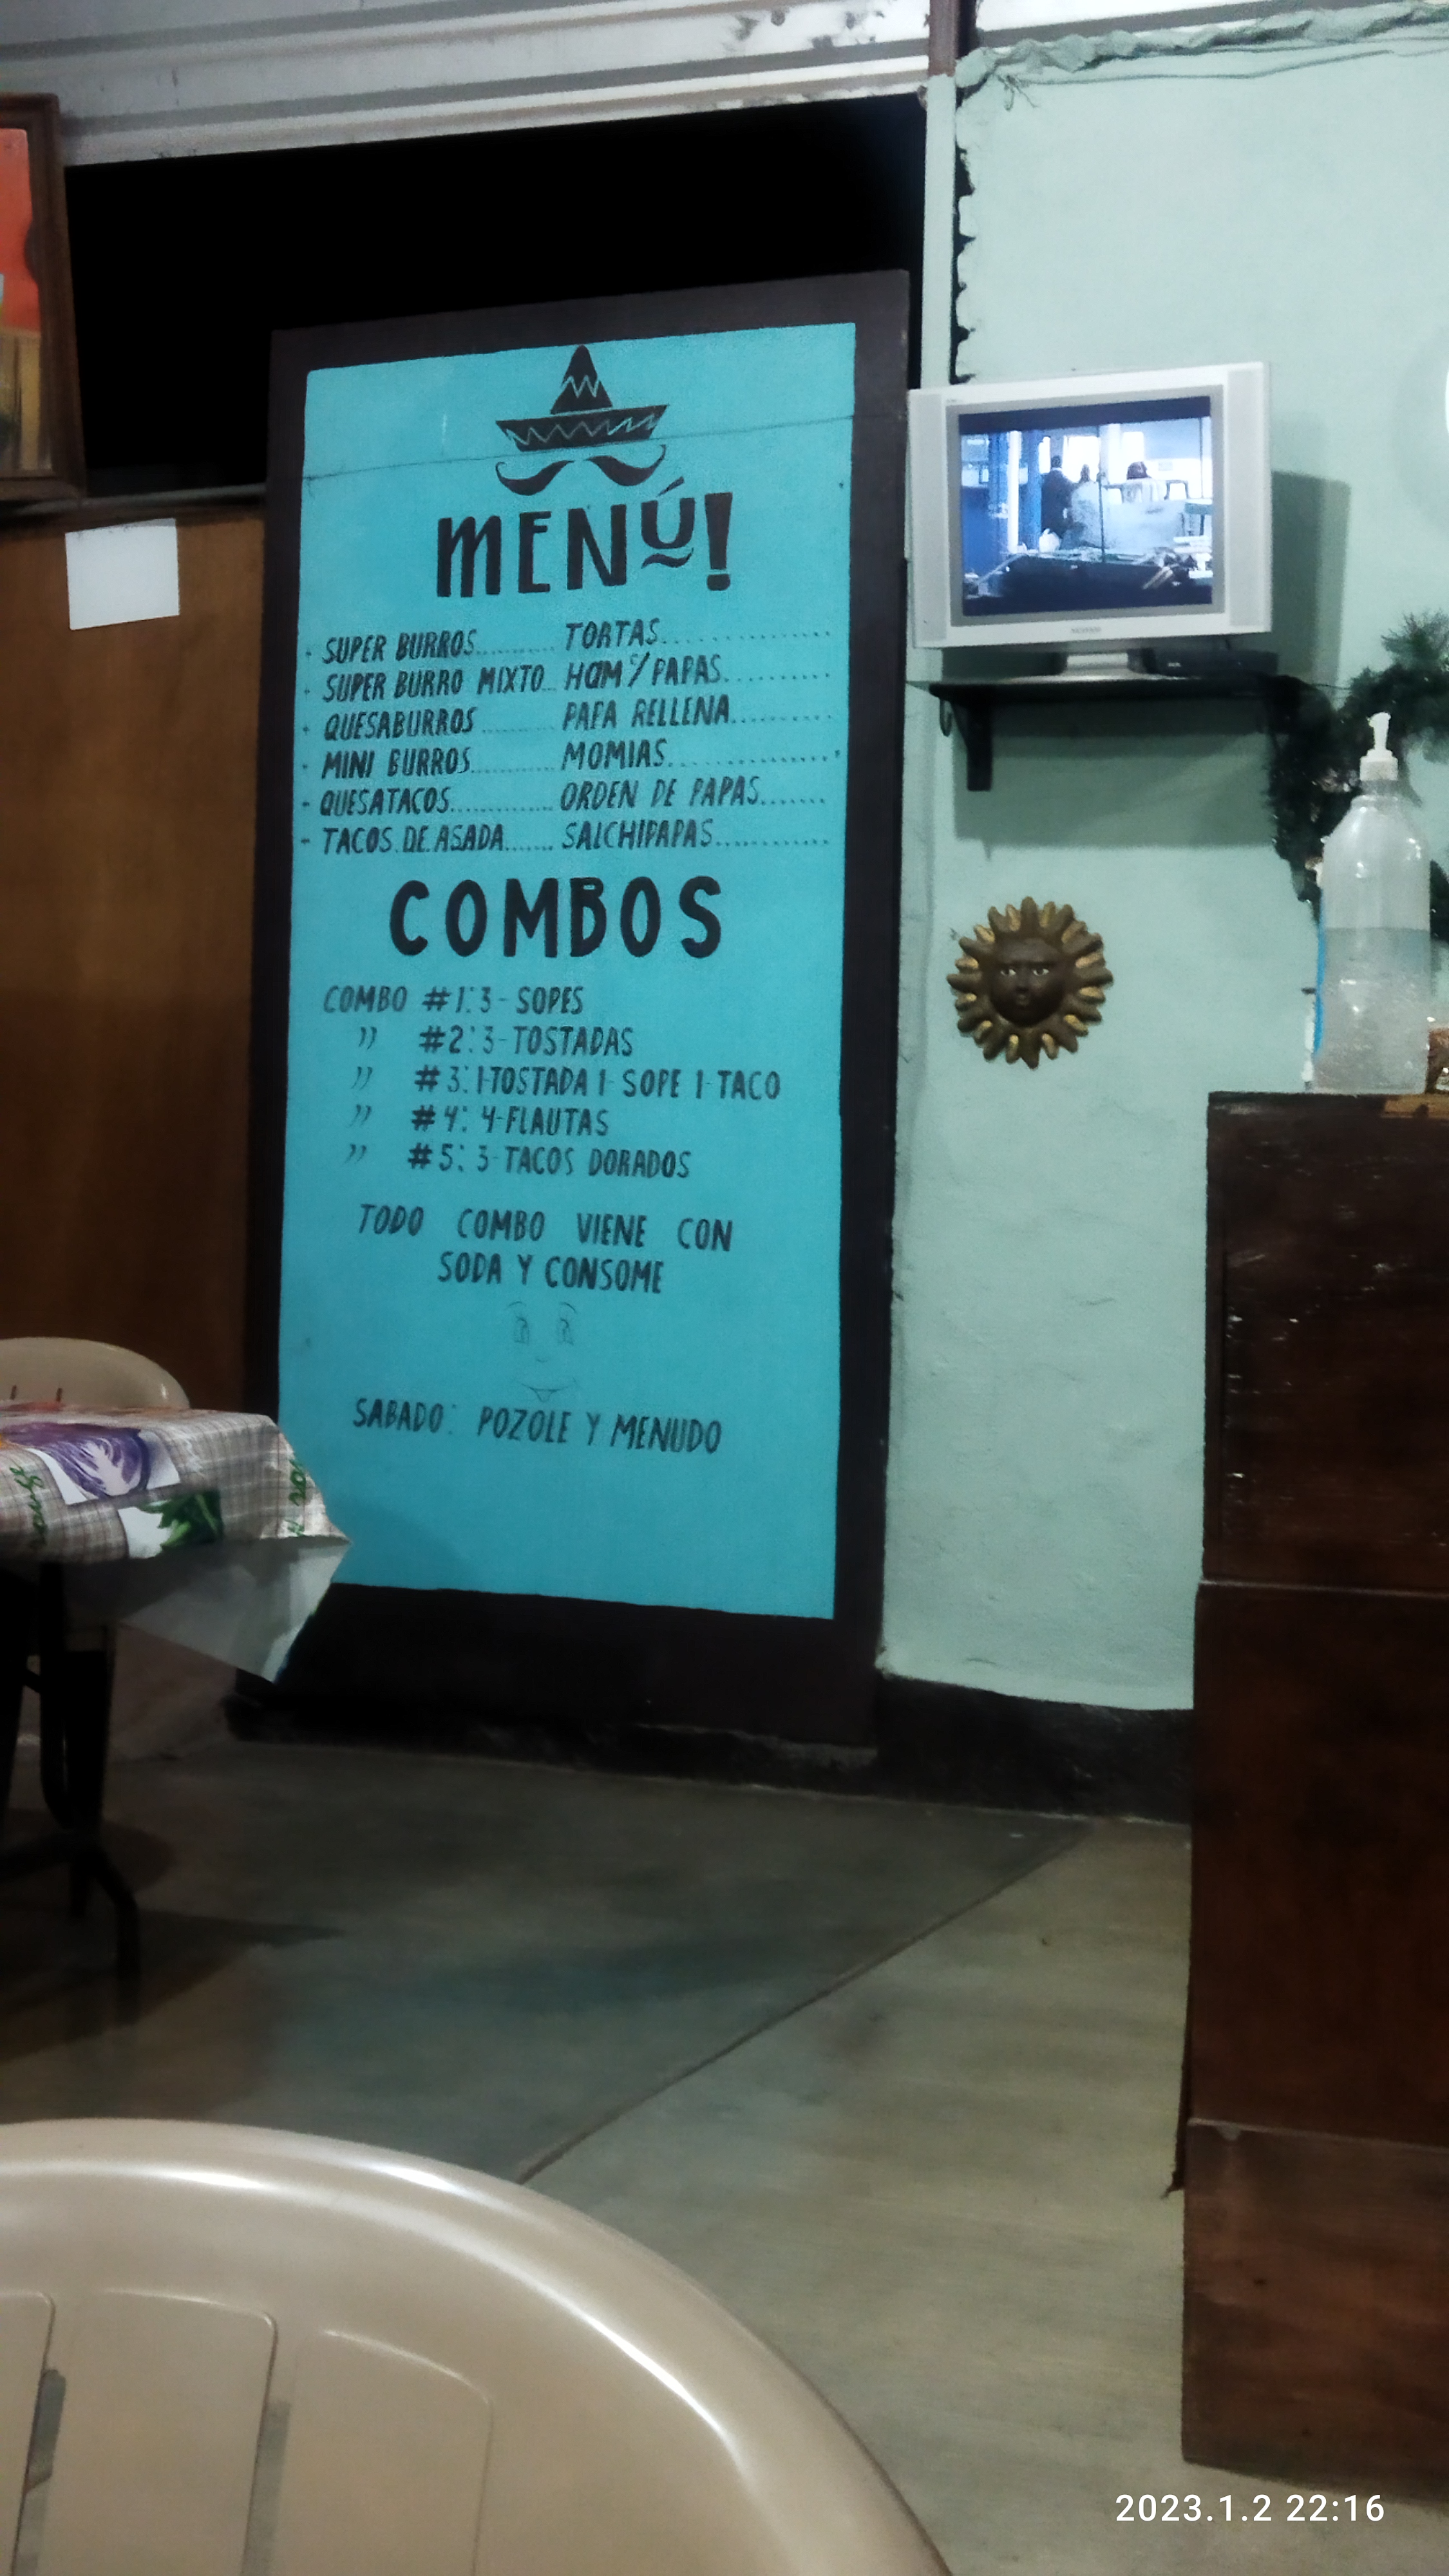 MENÚ!
- SUPER BURROS.......... TORTAS..............
- SUPER BURRO MIXTO... HAM c/PAPAS...........
- QUESABURROS .......... PAPA RELLENA..........
- MINI BURROS........... MOMIAS..............
- QUESATACOS............ ORDEN DE PAPAS.......
- TACOS DE ASADA....... SALCHIPAPAS.............
COMBOS
COMBO #1: 3- SOPES
" #2: 3-TOSTADAS
" #3: 1-TOSTADA 1- SOPE 1-TACO
" #4: 4-FLAUTAS
" #5: 3-TACOS DORADOS
TODO COMBO VIENE CON
SODA Y CONSOME
SABADO: POZOLE Y MENUDO
2023.1.2 22:16